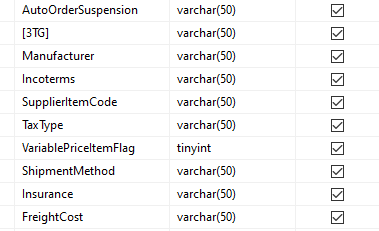 AutoOrderSuspension varchar(50)
[3TG] varchar(50)
Manufacturer varchar(50)
Incoterms varchar(50)
SupplierItemCode varchar(50)
TaxType varchar(50)
VariablePriceItemFlag tinyint
ShipmentMethod varchar(50)
Insurance varchar(50)
FreightCost varchar(50)